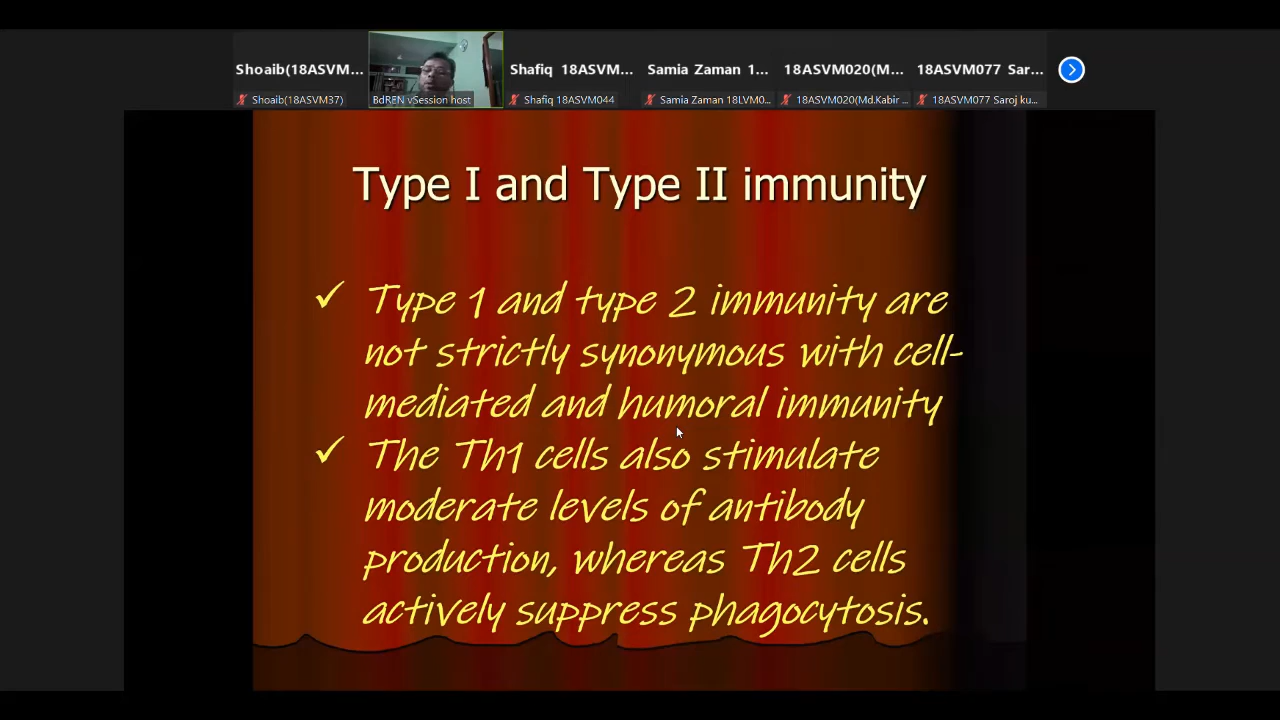 Shoaib(18ASVM...
Shafiq 18ASVM...
Samia Zaman 1...
18ASVM020(M...
18ASVM077 Sar...
Shoaib(18ASVM37)
BdREN vSession host
Shafiq 18ASVM044
Samia Zaman 18LVM0...
18ASVM020(Md.Kabir ...
18ASVM077 Saroj ku...
Type I and Type II immunity
✓ Type 1 and type 2 immunity are
not strictly synonymous with cell-
mediated and humoral immunity
✓ The Th1 cells also stimulate
moderate levels of antibody
production, whereas Th2 cells
actively suppress phagocytosis.